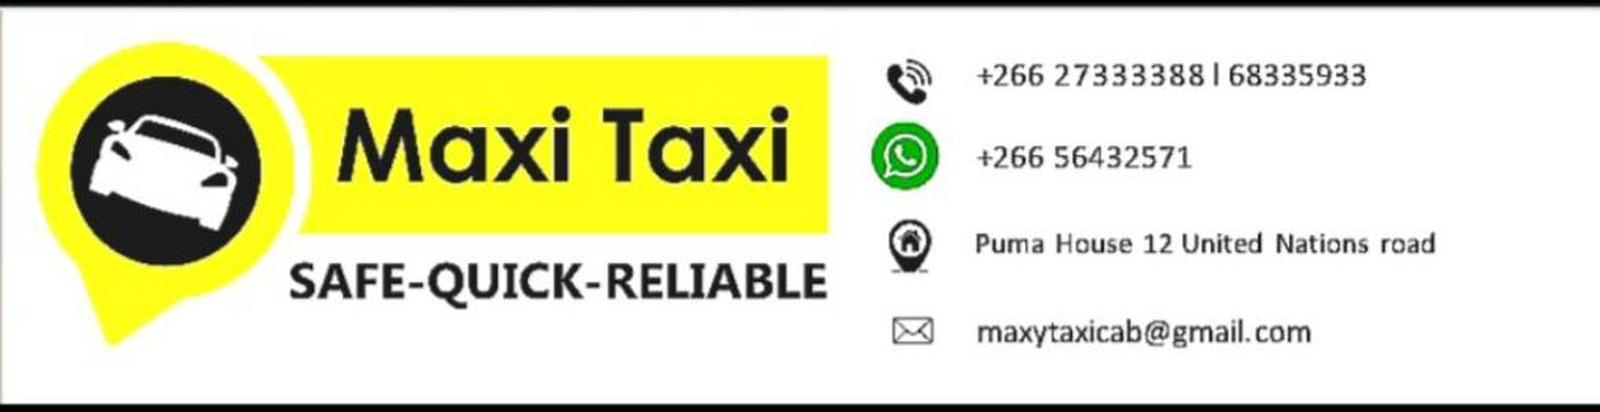 Maxi Taxi
SAFE-QUICK-RELIABLE
+266 27333388 | 68335933
+266 56432571
Puma House 12 United Nations road
maxytaxicab@gmail.com